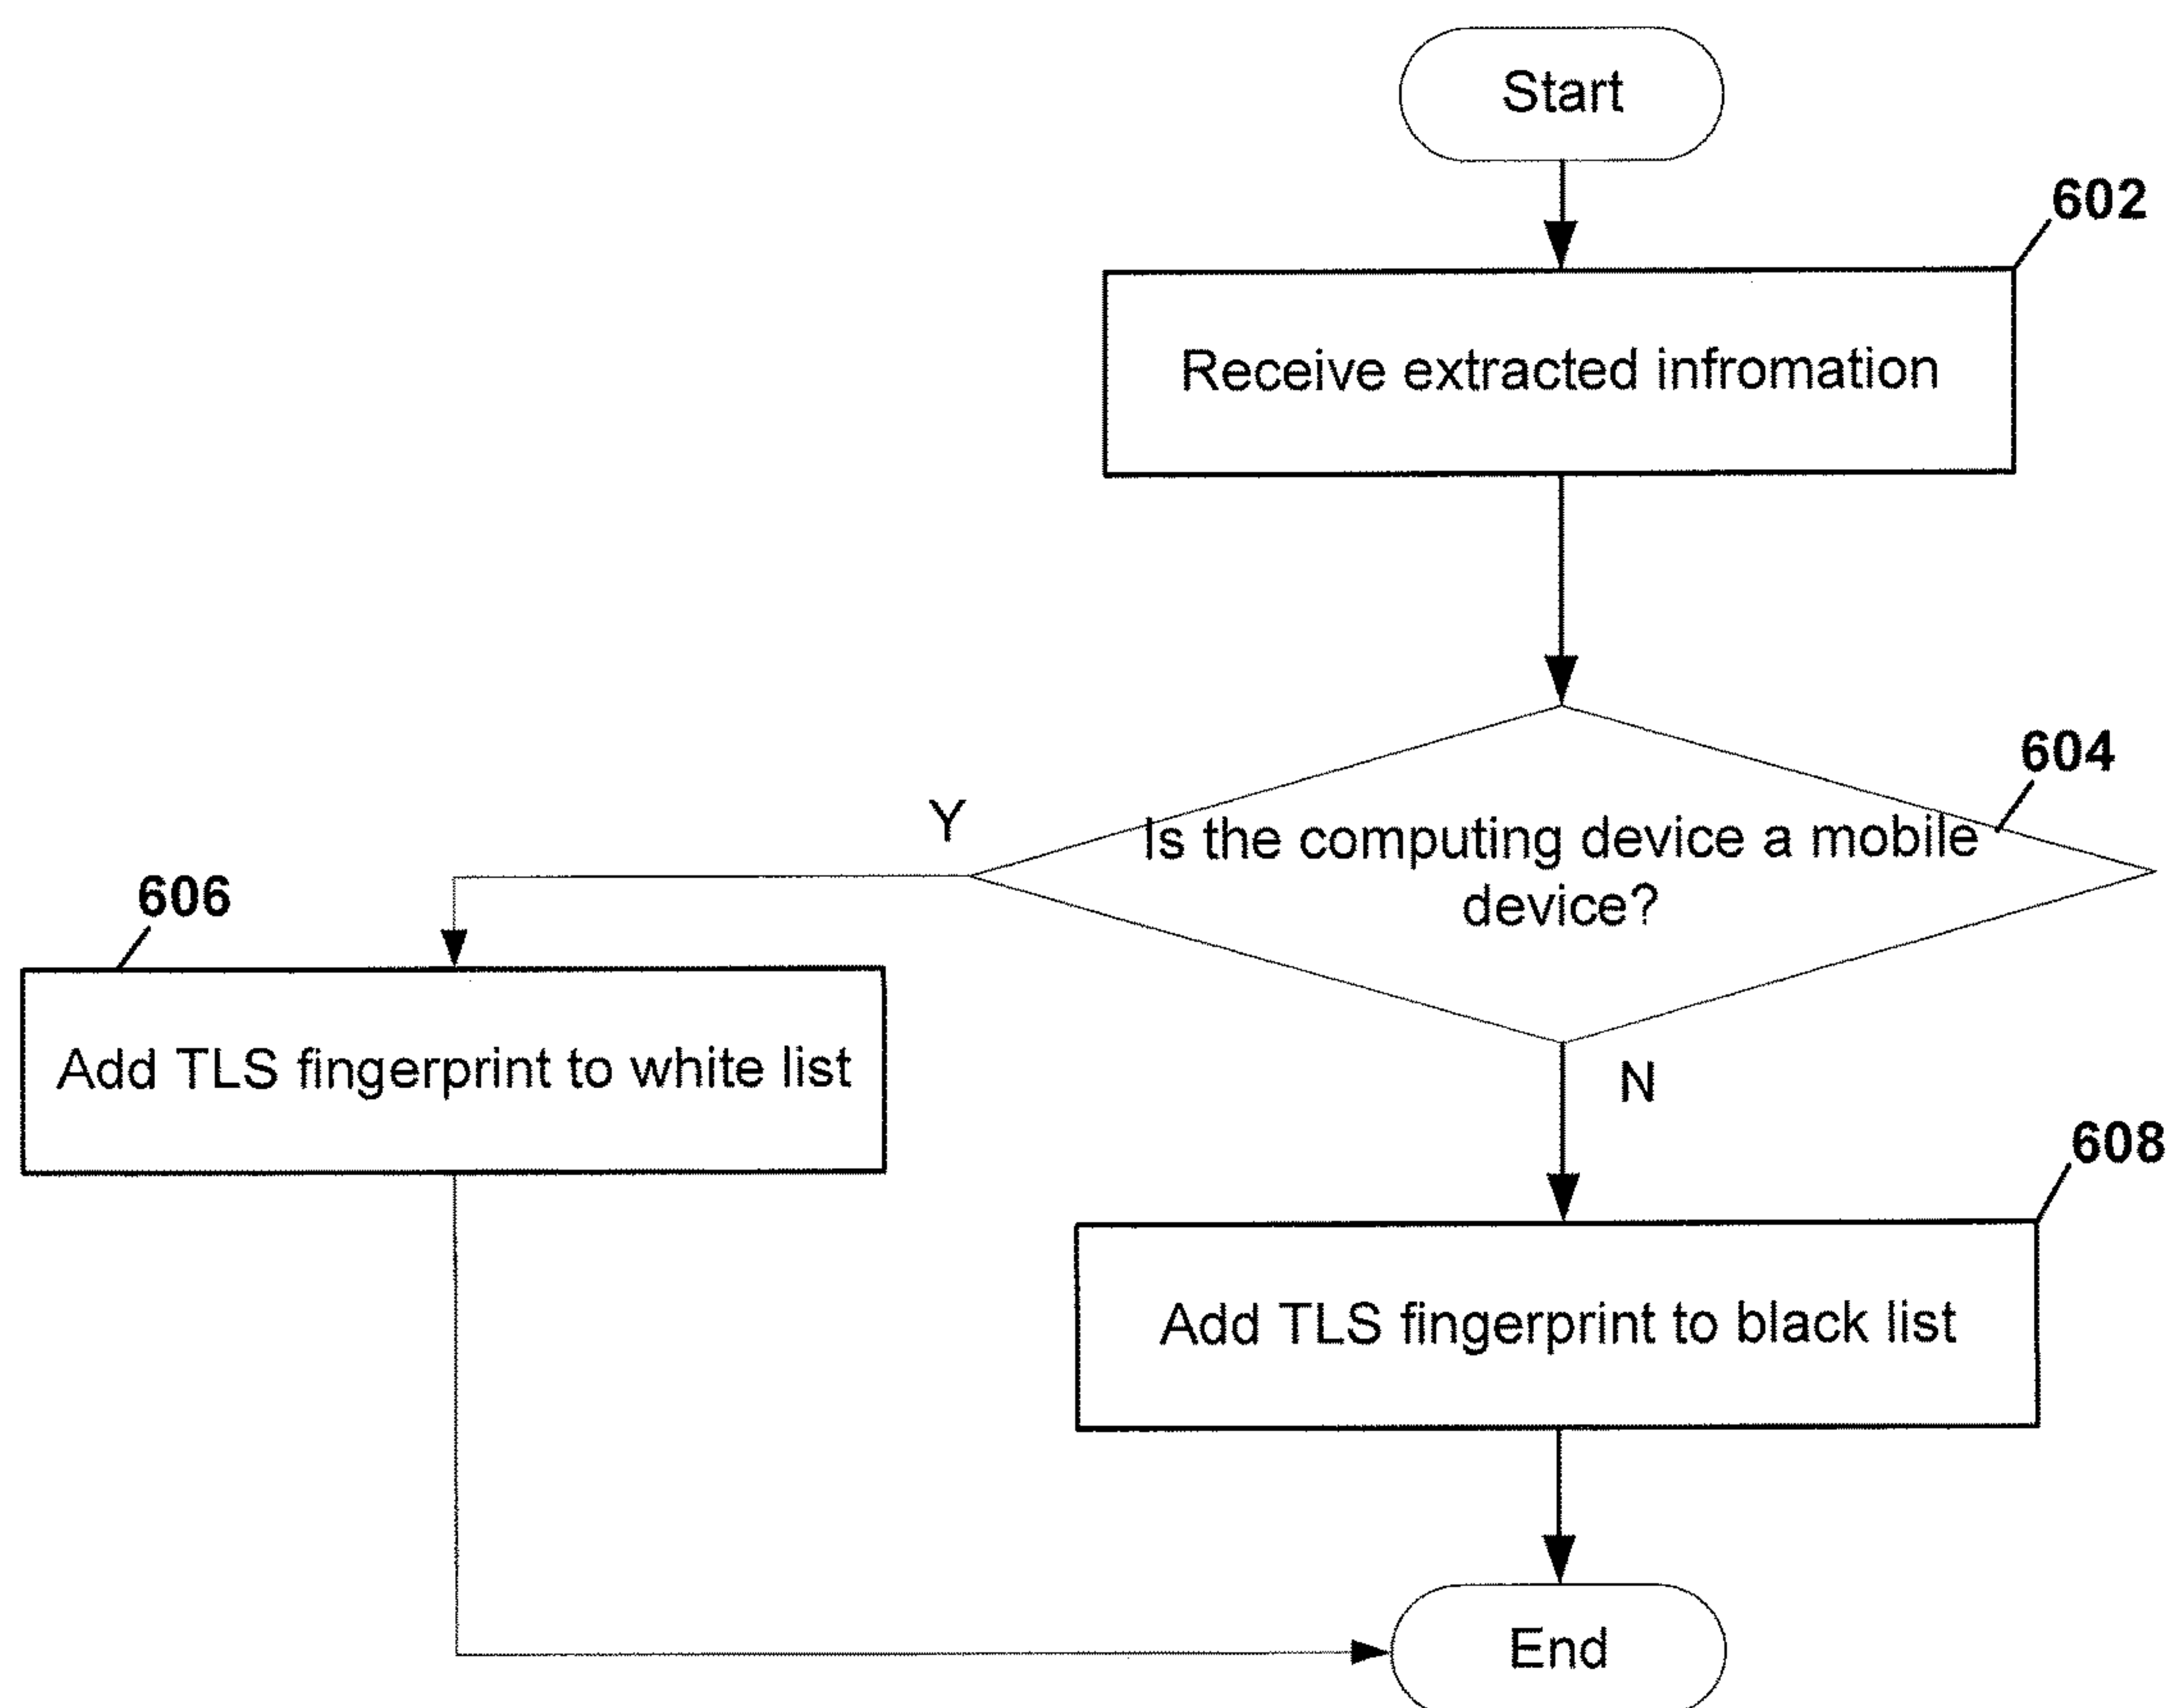 Start
602
Receive extracted infromation
604
Y
Is the computing device a mobile
device?
606
Add TLS fingerprint to white list
N
608
Add TLS fingerprint to black list
End